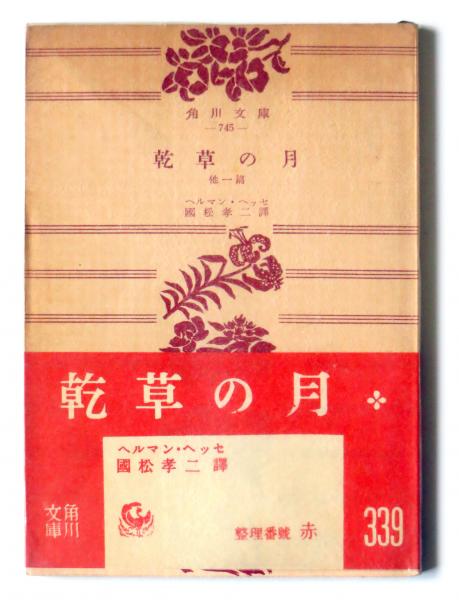 角川文庫
—745—
乾草の月
他一篇
ヘルマン・ヘッセ
國松孝二譯
乾草の月
ヘルマン・ヘッセ
國松孝二譯
角川
文庫
整理番號 赤
339